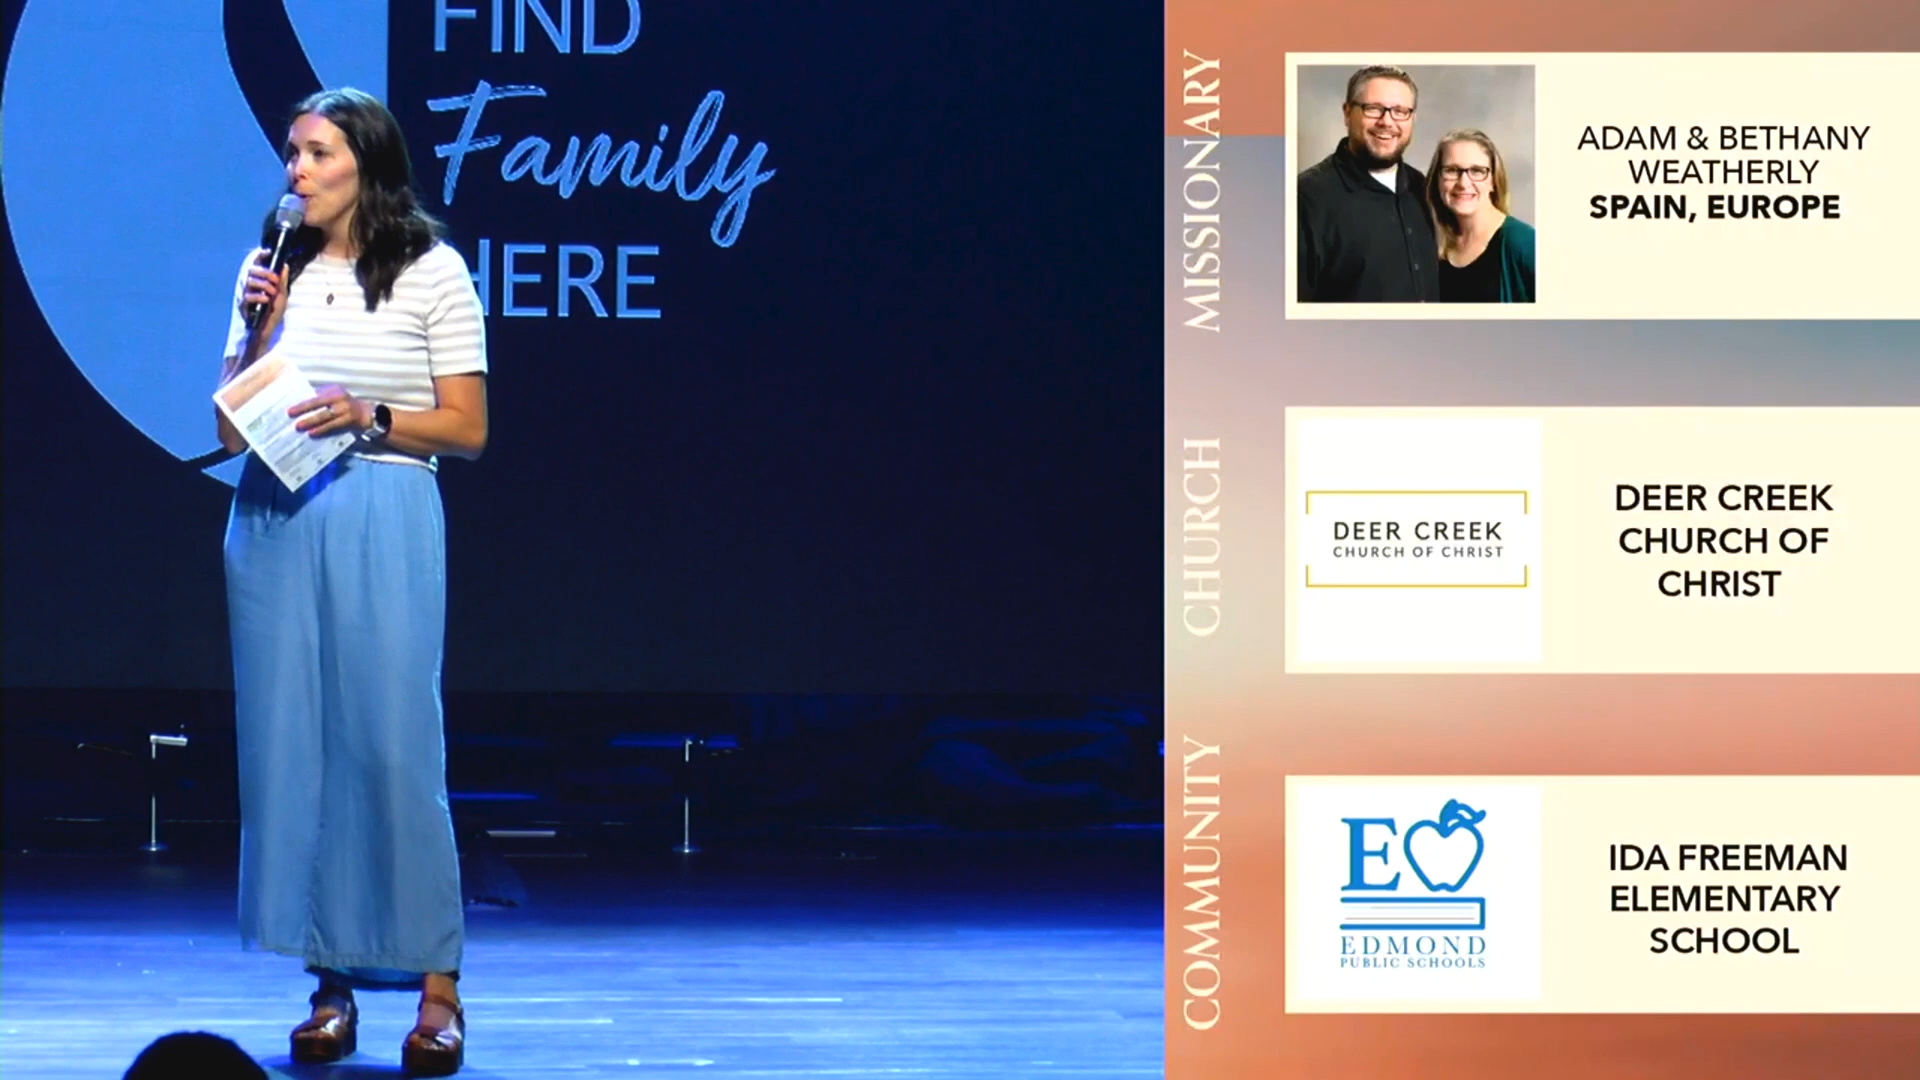 FIND
Family
HERE
MISSIONARY
ADAM & BETHANY
WEATHERLY
SPAIN, EUROPE
CHURCH
DEER CREEK
CHURCH OF CHRIST
DEER CREEK
CHURCH OF
CHRIST
COMMUNITY
E
EDMOND
PUBLIC SCHOOLS
IDA FREEMAN
ELEMENTARY
SCHOOL